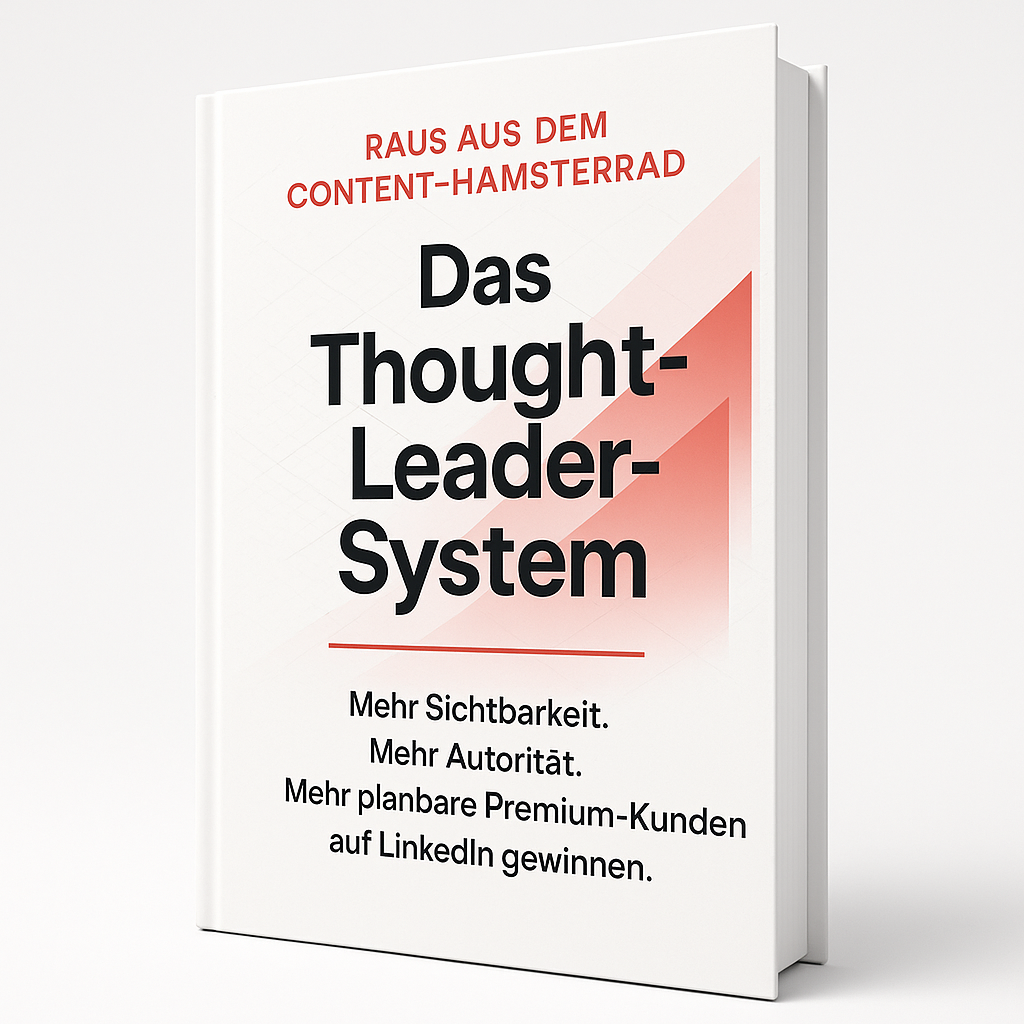 RAUS AUS DEM
CONTENT-HAMSTERRAD
Das
Thought-
Leader-
System
Mehr Sichtbarkeit.
Mehr Autorität.
Mehr planbare Premium-Kunden
auf LinkedIn gewinnen.